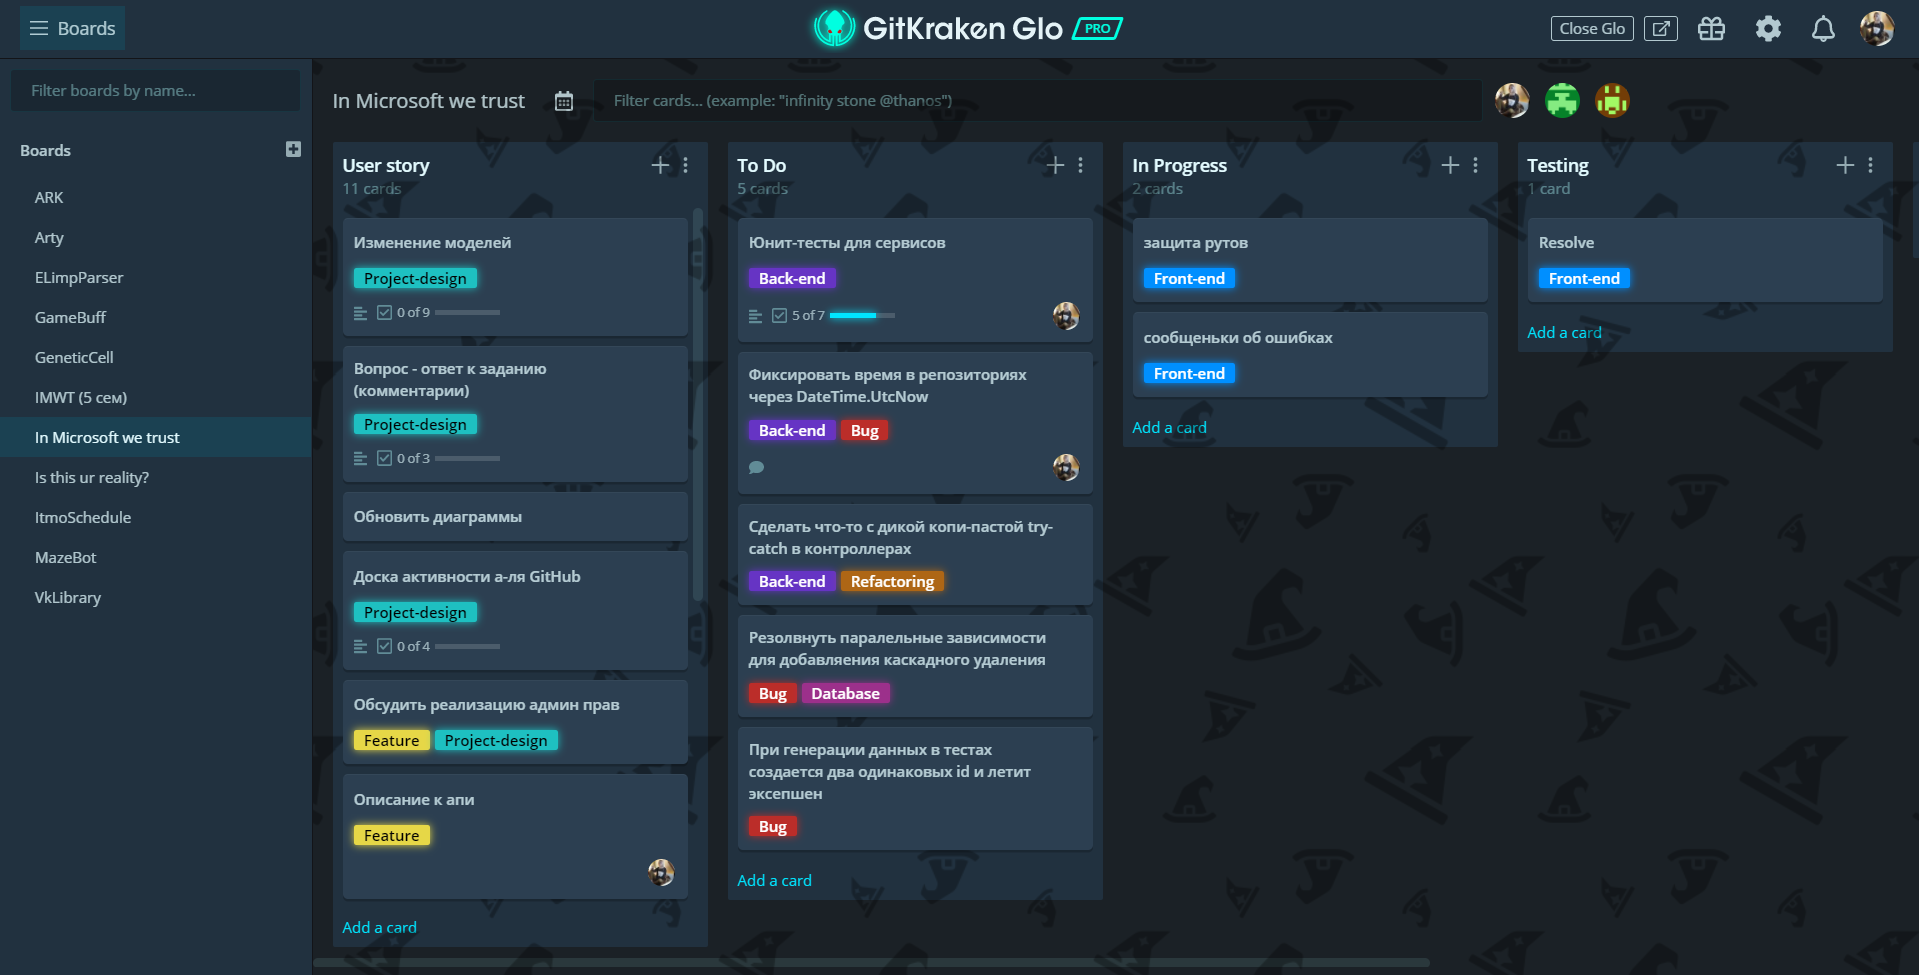 Boards
GitKraken Glo PRO
Close Glo
Filter boards by name...
Boards
ARK
Arty
ELimpParser
GameBuff
GeneticCell
IMWT (5 сем)
In Microsoft we trust
Is this ur reality?
ItmoSchedule
MazeBot
VkLibrary
In Microsoft we trust
Filter cards... (example: "infinity stone @thanos")
User story
11 cards
Изменение моделей
Project-design
0 of 9
Вопрос - ответ к заданию
(комментарии)
Project-design
0 of 3
Обновить диаграммы
Доска активности а-ля GitHub
Project-design
0 of 4
Обсудить реализацию админ прав
Feature Project-design
Описание к апи
Feature
Add a card
To Do
5 cards
Юнит-тесты для сервисов
Back-end
5 of 7
Фиксировать время в репозиториях
через DateTime.UtcNow
Back-end Bug
Сделать что-то с дикой копи-пастой try-
catch в контроллерах
Back-end Refactoring
Резолвнуть паралельные зависимости
для добавляения каскадного удаления
Bug Database
При генерации данных в тестах
создается два одинаковых id и летит
эксепшен
Bug
Add a card
In Progress
2 cards
защита рутов
Front-end
сообщеньки об ошибках
Front-end
Add a card
Testing
1 card
Resolve
Front-end
Add a card